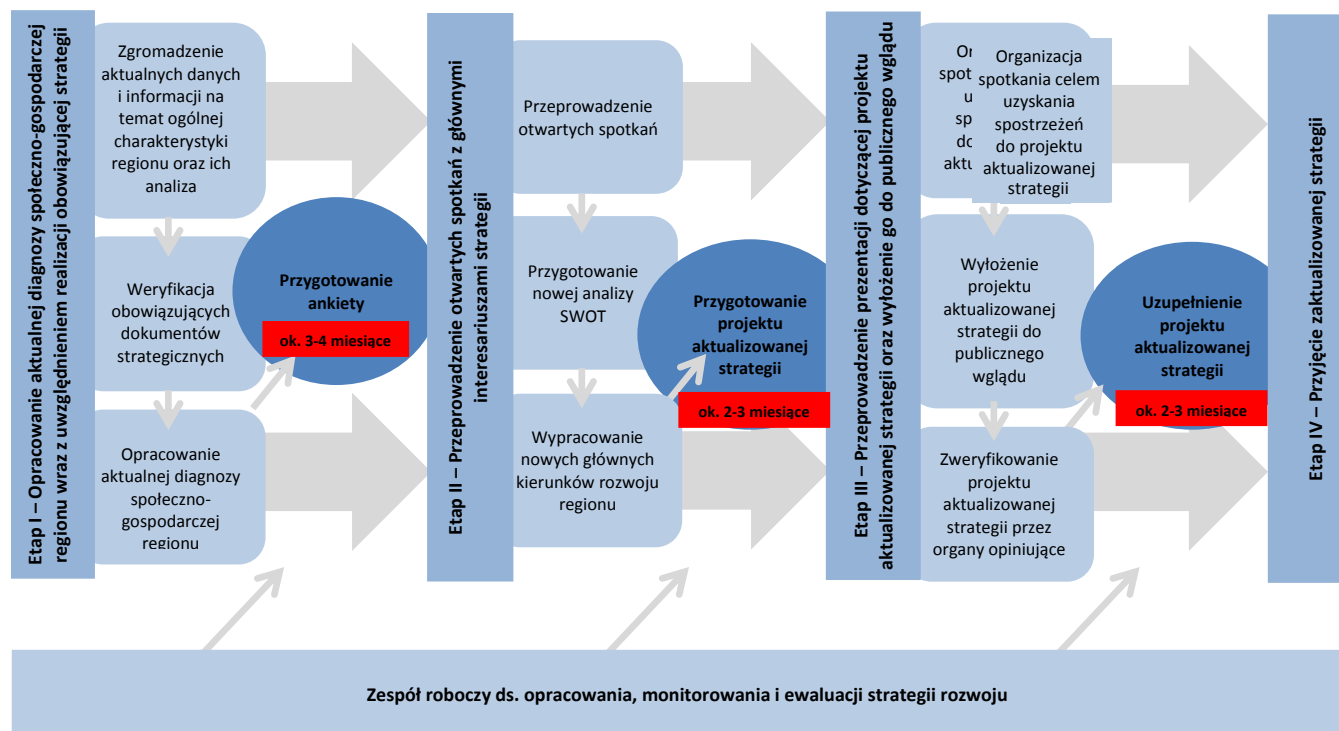 Etap I – Opracowanie aktualnej diagnozy społeczno-gospodarczej
regionu wraz z uwzględnieniem realizacji obowiązującej strategii
Zgromadzenie
aktualnych danych
i informacji na
temat ogólnej
charakterystyki
regionu oraz ich
analiza
Weryfikacja
obowiązujących
dokumentów
strategicznych
Opracowanie
aktualnej diagnozy
społeczno-
gospodarczej
regionu
Przygotowanie
ankiety
ok. 3-4 miesiące
Etap II – Przeprowadzenie otwartych spotkań z głównymi
interesariuszami strategii
Przeprowadzenie
otwartych spotkań
Przygotowanie
nowej analizy
SWOT
Wypracowanie
nowych głównych
kierunków rozwoju
regionu
Przygotowanie
projektu
aktualizowanej
strategii
ok. 2-3 miesiące
Etap III – Przeprowadzenie prezentacji dotyczącej projektu
aktualizowanej strategii oraz wyłożenie go do publicznego wglądu
Organizacja
spotkania celem
uzyskania
spostrzeżeń
do projektu
aktualizowanej
strategii
Wyłożenie
projektu
aktualizowanej
strategii do
publicznego
wglądu
Zweryfikowanie
projektu
aktualizowanej
strategii przez
organy opiniujące
Uzupełnienie
projektu
aktualizowanej
strategii
ok. 2-3 miesiące
Etap IV – Przyjęcie zaktualizowanej strategii
Zespół roboczy ds. opracowania, monitorowania i ewaluacji strategii rozwoju